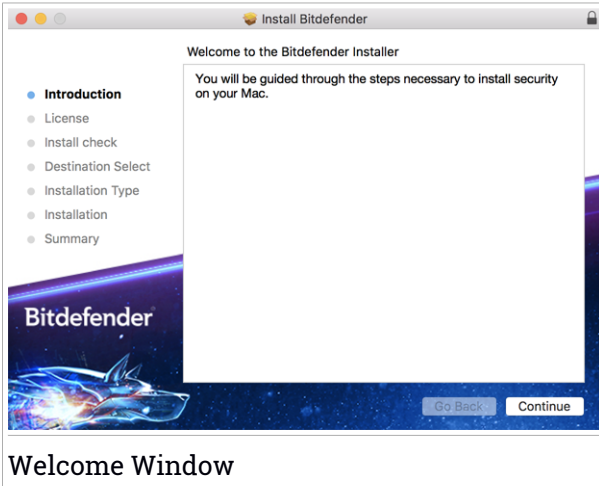 Install Bitdefender
Welcome to the Bitdefender Installer
You will be guided through the steps necessary to install security
on your Mac.
Introduction
License
Install check
Destination Select
Installation Type
Installation
Summary
Bitdefender
Go Back
Continue
Welcome Window